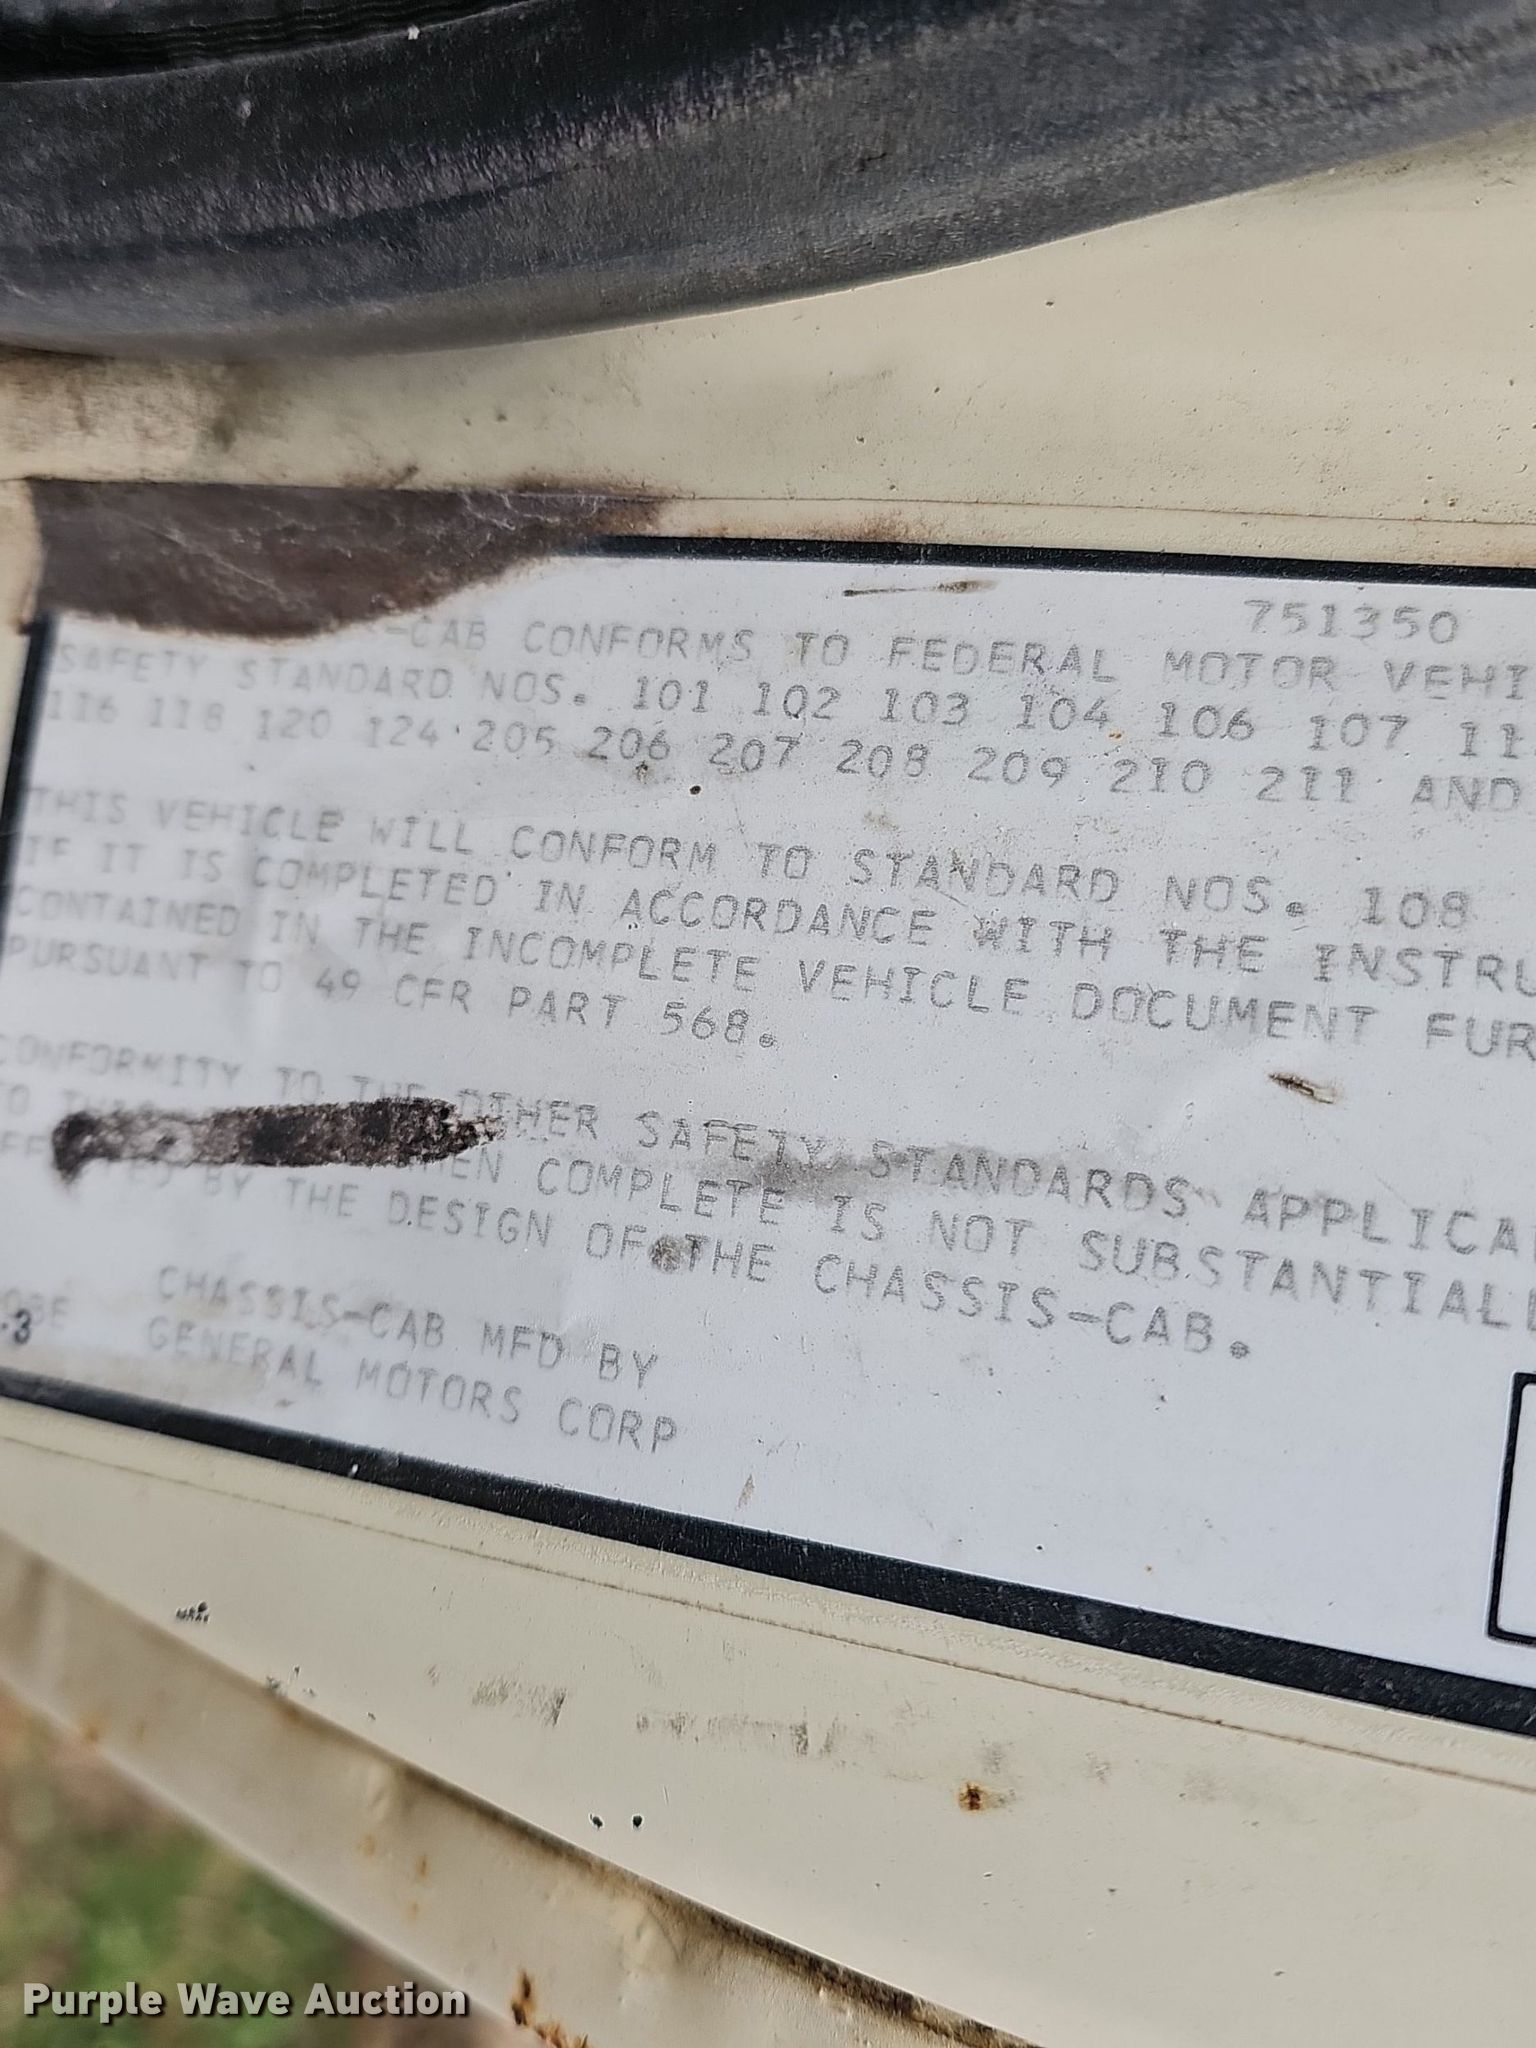 751350
-CAB CONFORMS TO FEDERAL MOTOR VEHI
SAFETY STANDARD NOS. 101 102 103 104 106 107 11
116 118 120 124 205 206 207 208 209 210 211 AND
THIS VEHICLE WILL CONFORM TO STANDARD NOS. 108
IF IT IS COMPLETED IN ACCORDANCE WITH THE INSTRU
CONTAINED IN THE INCOMPLETE VEHICLE DOCUMENT FUR
PURSUANT TO 49 CFR PART 568.
CONFORMITY TO THE OTHER SAFETY STANDARDS APPLICA
TO COMPLETE IS NOT SUBSTANTIALL
BY THE DESIGN OF THE CHASSIS-CAB.
CHASSIS-CAB MFD BY
GENERAL MOTORS CORP
-3
Purple Wave Auction